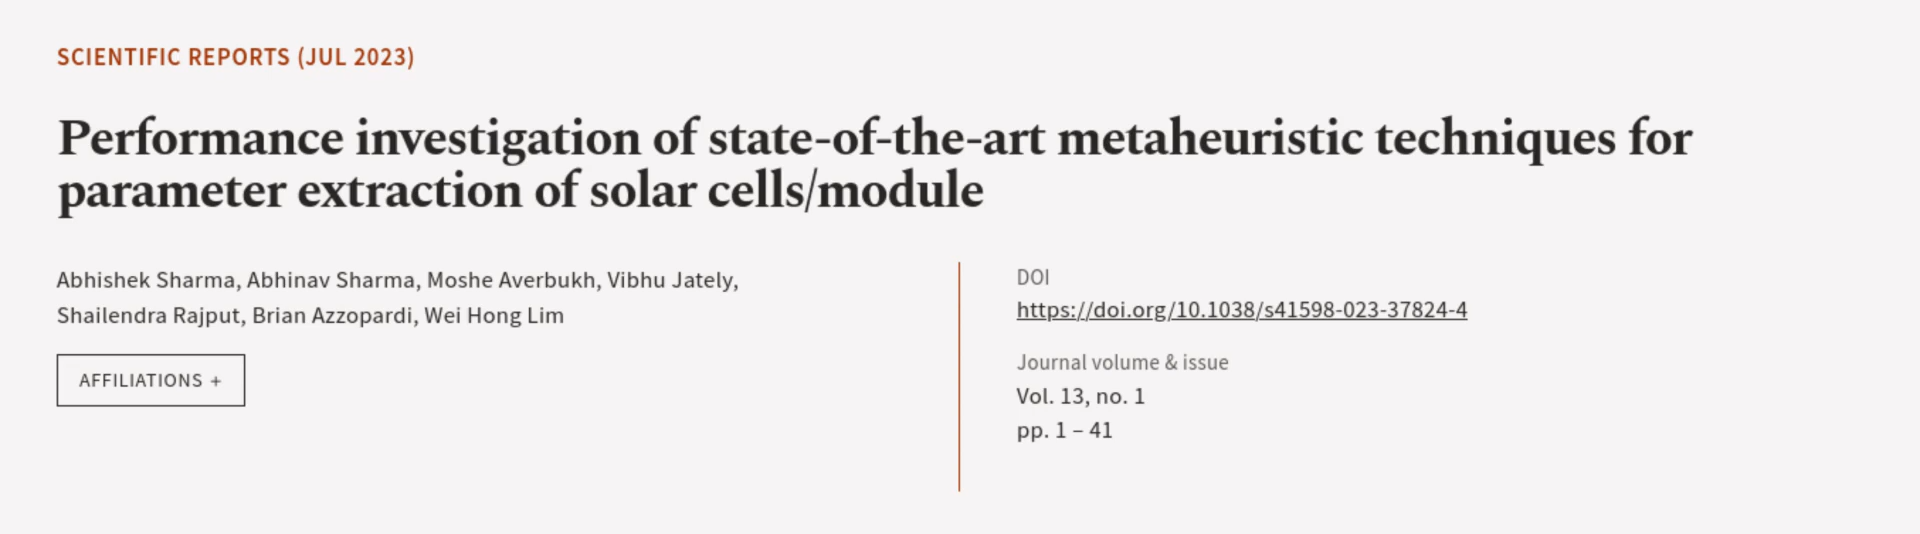 SCIENTIFIC REPORTS (JUL 2023)
Performance investigation of state-of-the-art metaheuristic techniques for
parameter extraction of solar cells/module
Abhishek Sharma, Abhinav Sharma, Moshe Averbukh, Vibhu Jately,
Shailendra Rajput, Brian Azzopardi, Wei Hong Lim
AFFILIATIONS +
DOI
https://doi.org/10.1038/s41598-023-37824-4
Journal volume & issue
Vol. 13, no. 1
pp. 1 – 41